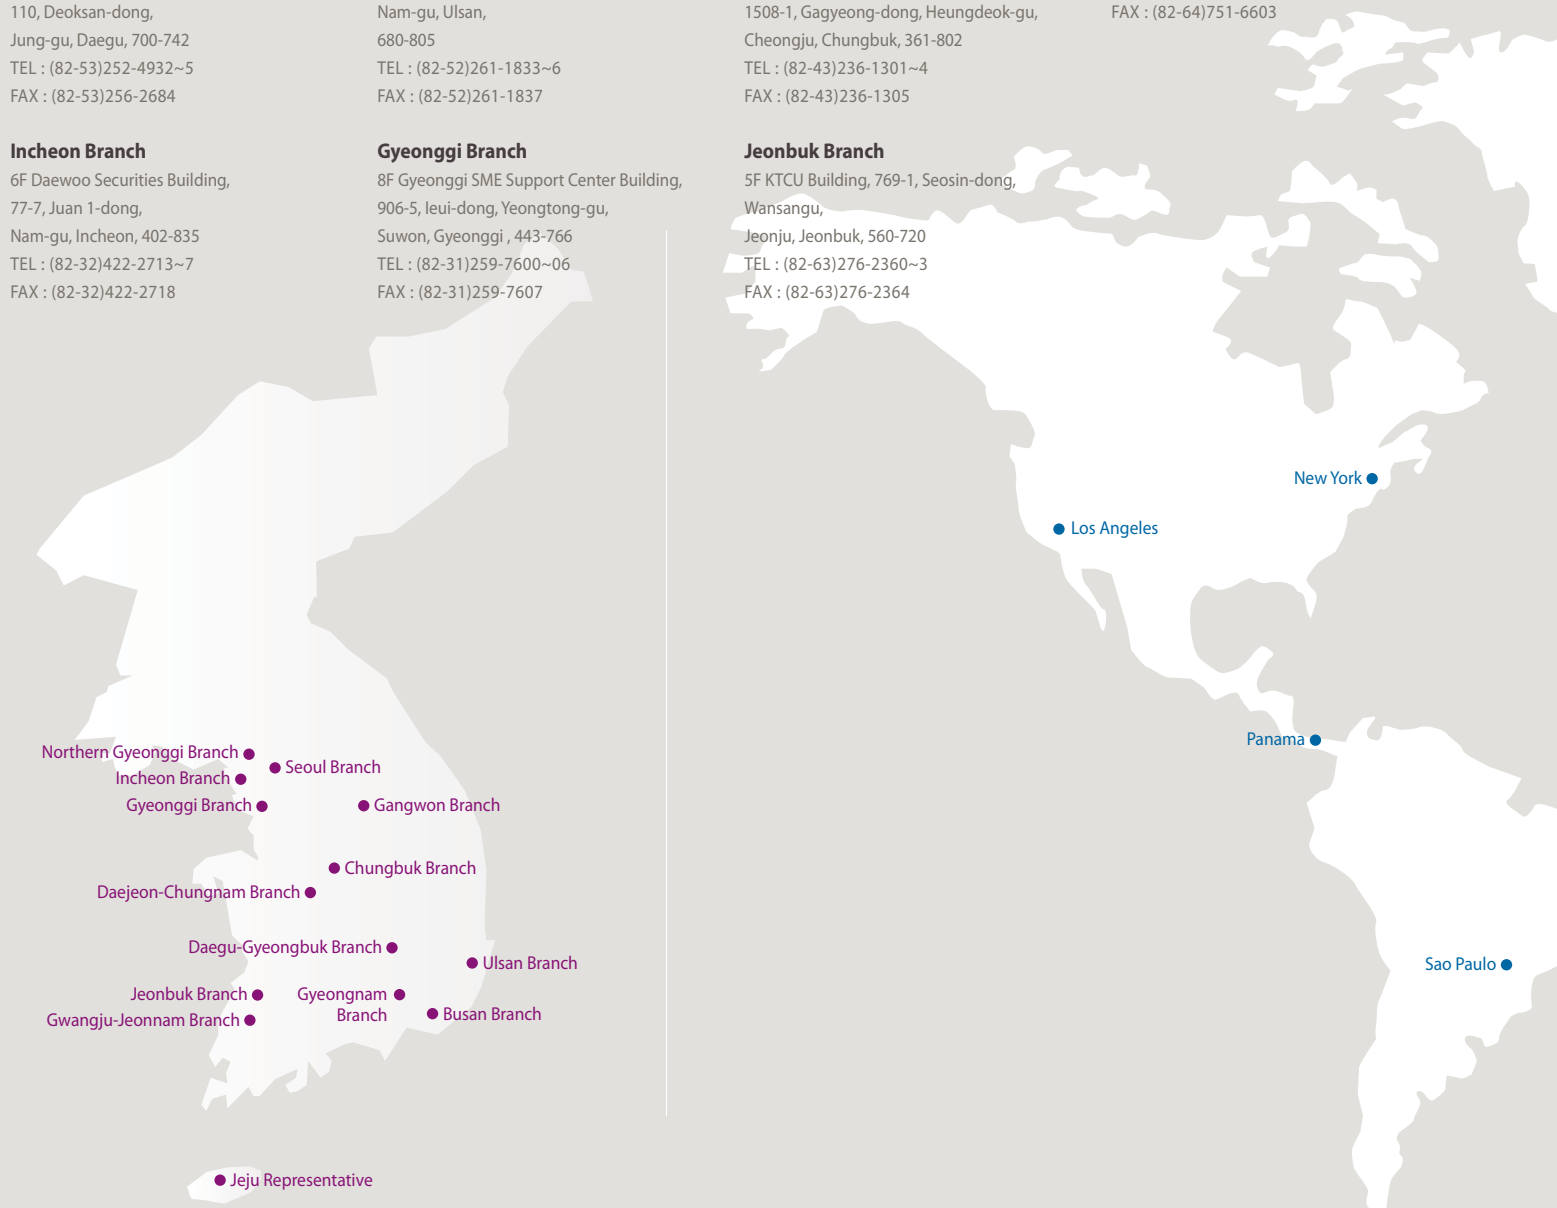 110, Deoksan-dong,
Jung-gu, Daegu, 700-742
TEL : (82-53)252-4932~5
FAX : (82-53)256-2684
Nam-gu, Ulsan,
680-805
TEL : (82-52)261-1833~6
FAX : (82-52)261-1837
1508-1, Gagyeong-dong, Heungdeok-gu,
Cheongju, Chungbuk, 361-802
TEL : (82-43)236-1301~4
FAX : (82-43)236-1305
FAX : (82-64)751-6603
Incheon Branch
6F Daewoo Securities Building,
77-7, Juan 1-dong,
Nam-gu, Incheon, 402-835
TEL : (82-32)422-2713~7
FAX : (82-32)422-2718
Gyeonggi Branch
8F Gyeonggi SME Support Center Building,
906-5, Ieui-dong, Yeongtong-gu,
Suwon, Gyeonggi , 443-766
TEL : (82-31)259-7600~06
FAX : (82-31)259-7607
Jeonbuk Branch
5F KTCU Building, 769-1, Seosin-dong,
Wansangu,
Jeonju, Jeonbuk, 560-720
TEL : (82-63)276-2360~3
FAX : (82-63)276-2364
Northern Gyeonggi Branch
Seoul Branch
Incheon Branch
Gyeonggi Branch
Gangwon Branch
Chungbuk Branch
Daejeon-Chungnam Branch
Daegu-Gyeongbuk Branch
Ulsan Branch
Jeonbuk Branch
Gyeongnam
Branch
Busan Branch
Gwangju-Jeonnam Branch
Jeju Representative
New York
Los Angeles
Panama
Sao Paulo